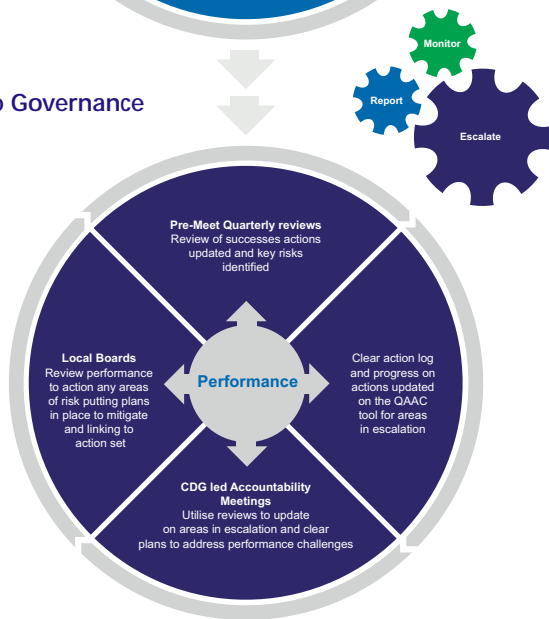 Monitor
Report
Escalate
Governance
Pre-Meet Quarterly reviews
Review of successes actions
updated and key risks
identified
Local Boards
Review performance
to action any areas
of risk putting plans
in place to mitigate
and linking to
action set
Performance
Clear action log
and progress on
actions updated
on the QAAC
tool for areas
in escalation
CDG led Accountability
Meetings
Utilise reviews to update
on areas in escalation and clear
plans to address performance challenges